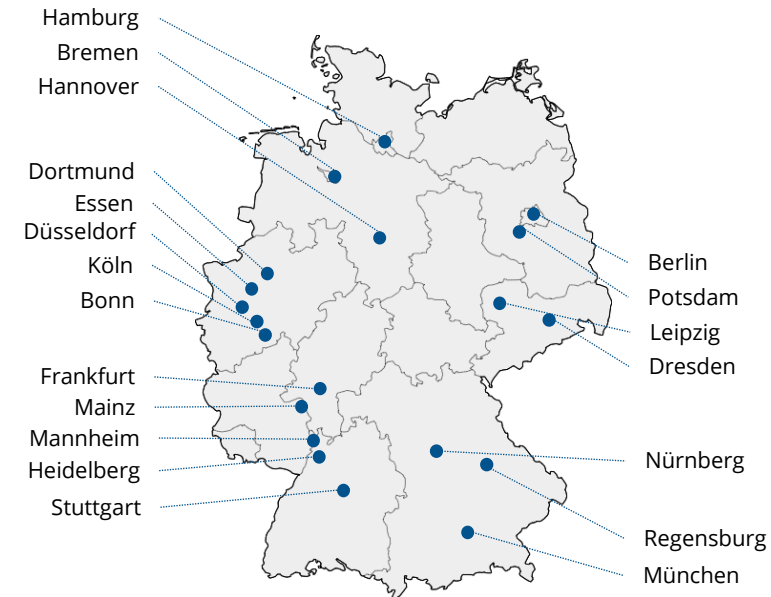 Hamburg
Bremen
Hannover
Dortmund
Essen
Düsseldorf
Köln
Bonn
Frankfurt
Mainz
Mannheim
Heidelberg
Stuttgart
Berlin
Potsdam
Leipzig
Dresden
Nürnberg
Regensburg
München